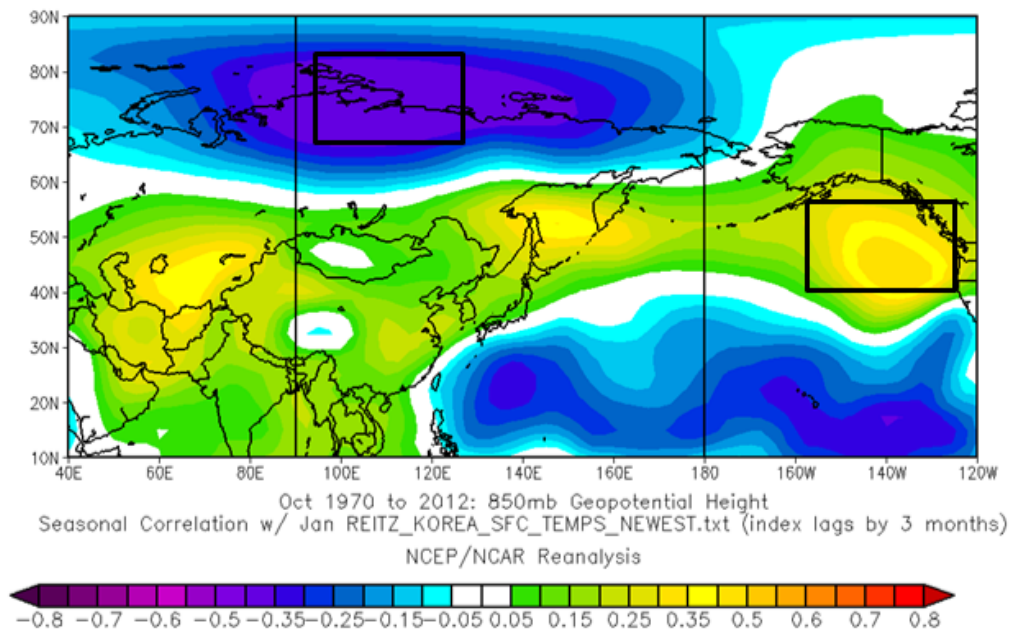 90N
80N
70N
60N
50N
40N
30N
20N
10N
40E 60E 80E 100E 120E 140E 160E 180 160W 140W 120W
Oct 1970 to 2012: 850mb Geopotential Height
Seasonal Correlation w/ Jan REITZ_KOREA_SFC_TEMPS_NEWEST.txt (index lags by 3 months)
NCEP/NCAR Reanalysis
-0.8 -0.7 -0.6 -0.5 -0.35 -0.25 -0.15 -0.05 0.05 0.15 0.25 0.35 0.5 0.6 0.7 0.8